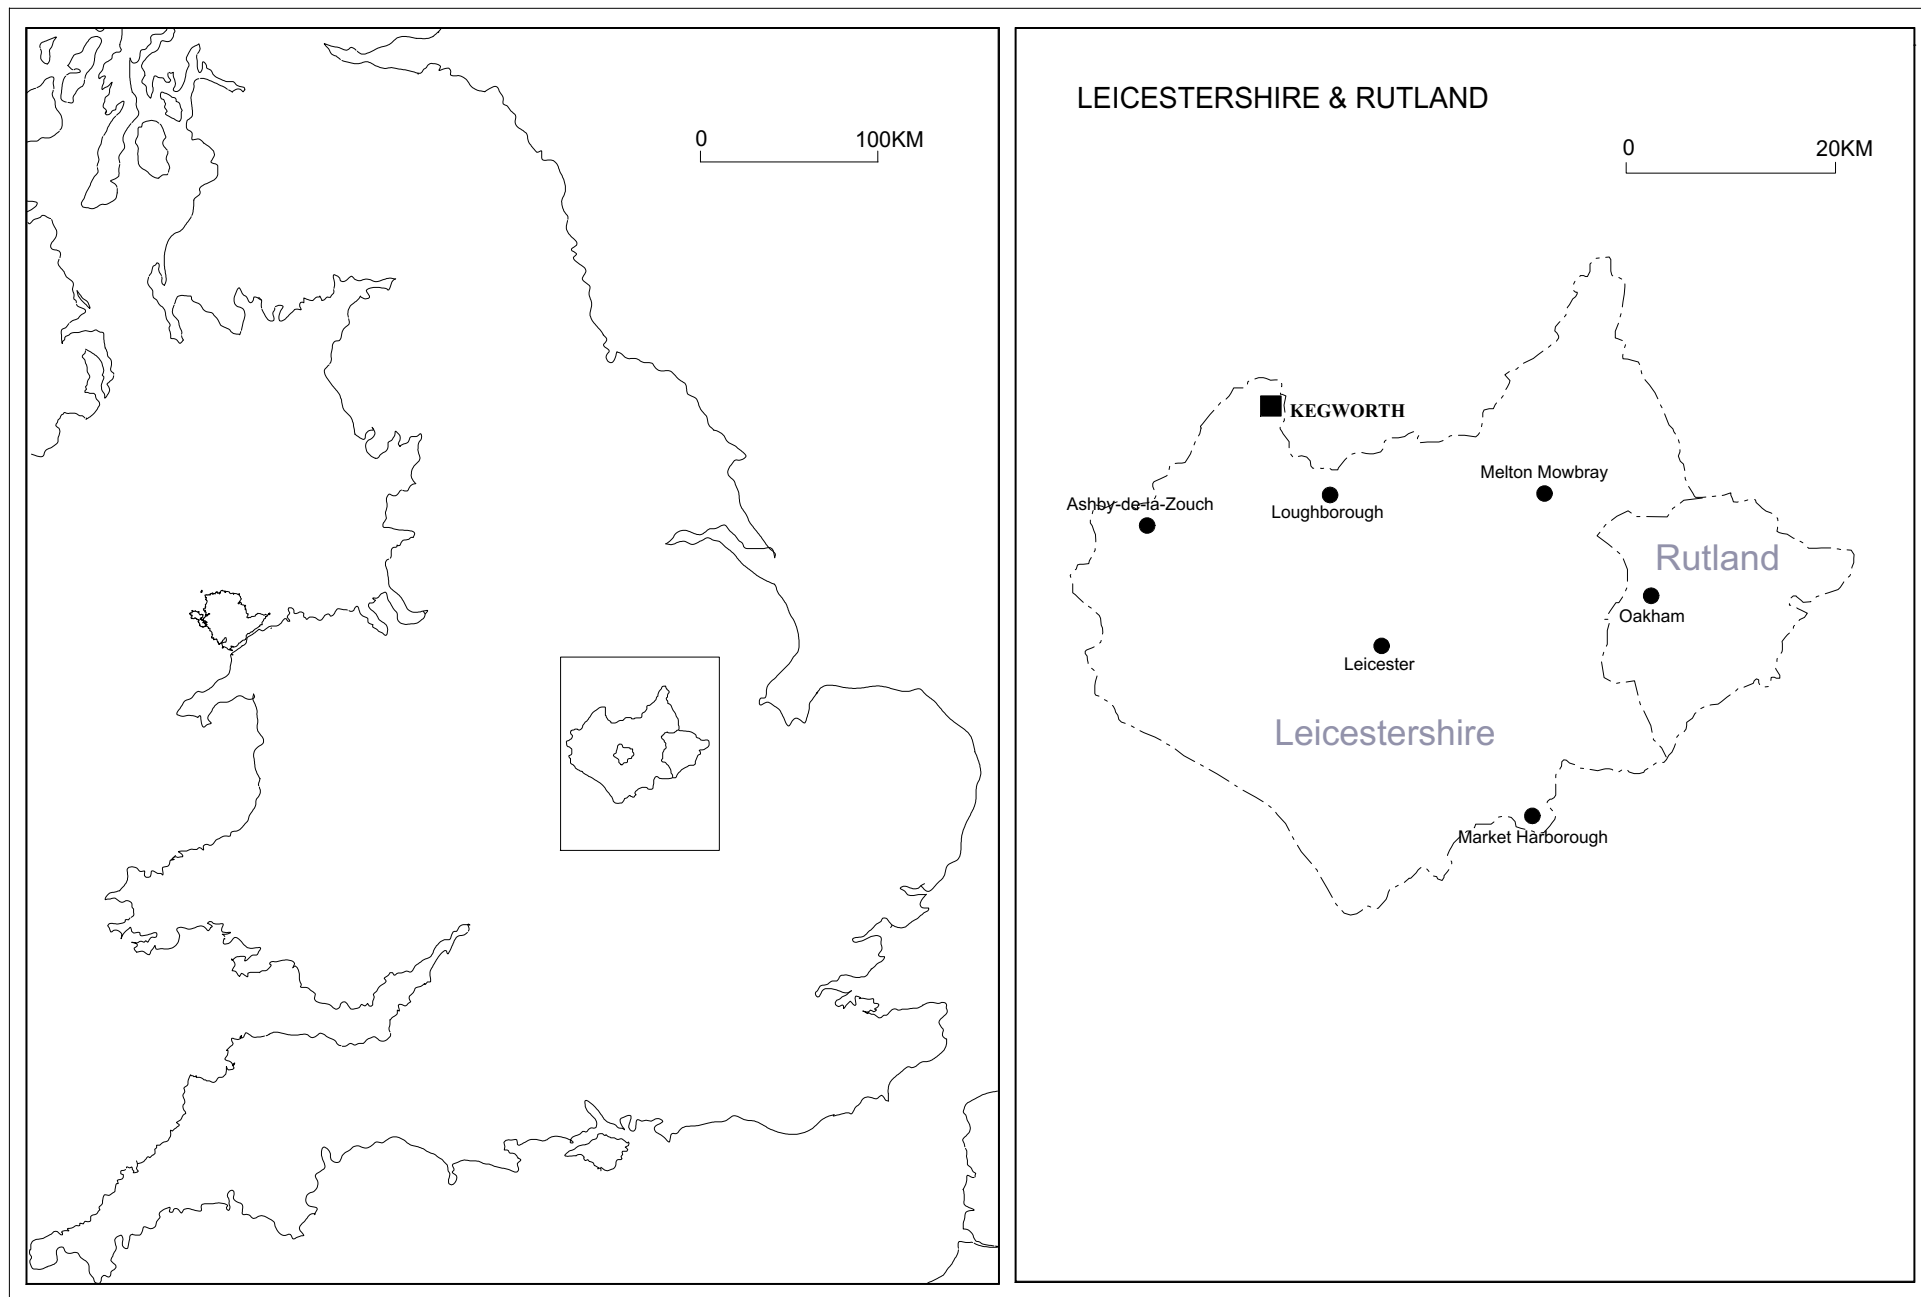 0 100KM
LEICESTERSHIRE & RUTLAND
0 20KM
KEGWORTH
Melton Mowbray
Ashby-de-la-Zouch
Loughborough
Rutland
Oakham
Leicester
Leicestershire
Market Harborough